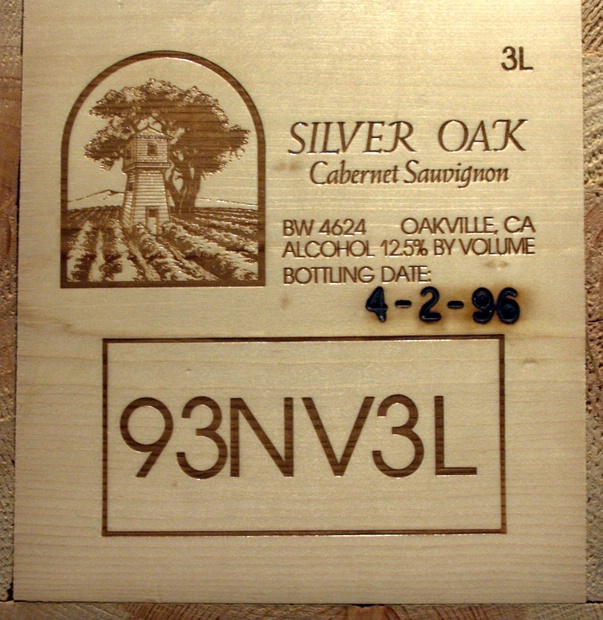 3L
SILVER OAK
Cabernet Sauvignon
BW 4624 OAKVILLE, CA
ALCOHOL 12.5% BY VOLUME
BOTTLING DATE:
4-2-96
93NV3L